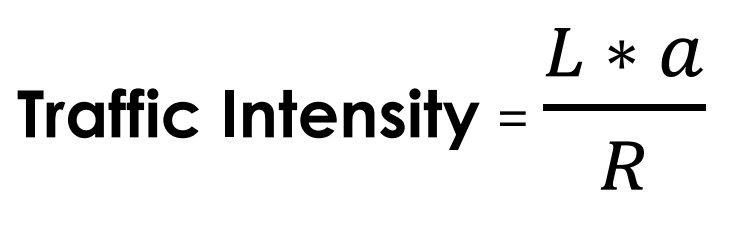 Traffic Intensity = L * a / R